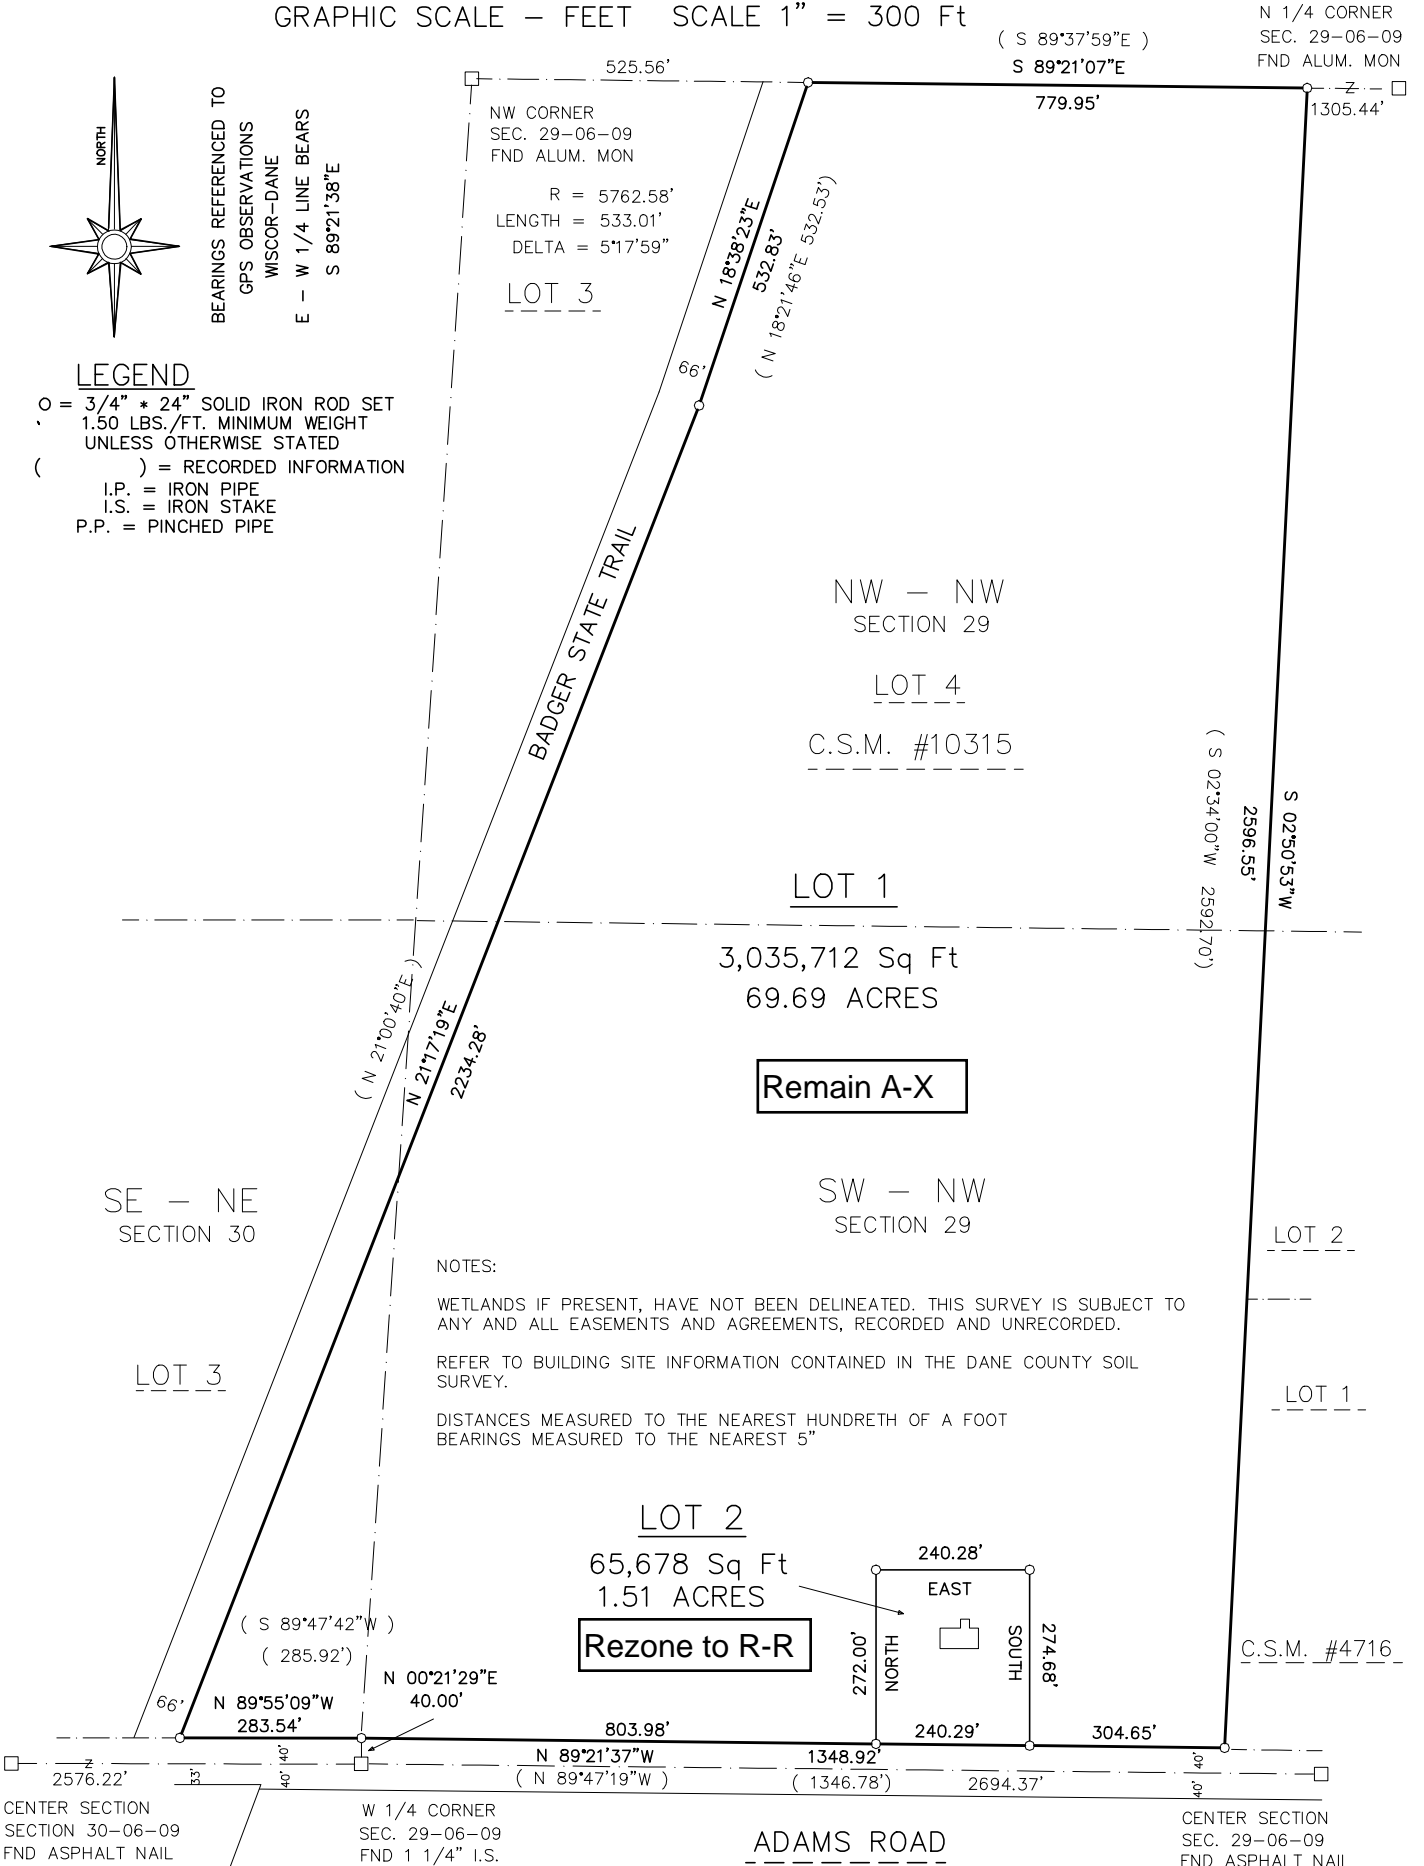 GRAPHIC SCALE – FEET   SCALE 1” = 300 Ft
N 1/4 CORNER
SEC. 29–06–09
FND ALUM. MON
( S 89°37’59”E )
S 89°21’07”E
525.56’
779.95’
1305.44’
Z
NORTH
BEARINGS REFERENCED TO
GPS OBSERVATIONS
WISCOR–DANE
E – W 1/4 LINE BEARS
S 89°21’38”E
NW CORNER
SEC. 29–06–09
FND ALUM. MON
R = 5762.58’
LENGTH = 533.01’
DELTA = 5°17’59”
LOT 3
N 18°38’23”E
532.83’
( N 18°21’46”E 532.53’)
66’
LEGEND
O = 3/4” * 24” SOLID IRON ROD SET
1.50 LBS./FT. MINIMUM WEIGHT
UNLESS OTHERWISE STATED
( ) = RECORDED INFORMATION
I.P. = IRON PIPE
I.S. = IRON STAKE
P.P. = PINCHED PIPE
BADGER STATE TRAIL
NW – NW
SECTION 29
LOT 4
C.S.M. #10315
( S 02°34’00”W 2592.70’)
2596.55’
S 02°50’53”W
LOT 1
3,035,712 Sq Ft
69.69 ACRES
( N 21°00’40”E )
N 21°17’19”E
2234.28’
Remain A-X
SE – NE
SECTION 30
SW – NW
SECTION 29
LOT 2
NOTES:
WETLANDS IF PRESENT, HAVE NOT BEEN DELINEATED. THIS SURVEY IS SUBJECT TO
ANY AND ALL EASEMENTS AND AGREEMENTS, RECORDED AND UNRECORDED.
REFER TO BUILDING SITE INFORMATION CONTAINED IN THE DANE COUNTY SOIL
SURVEY.
LOT 3
LOT 1
DISTANCES MEASURED TO THE NEAREST HUNDRETH OF A FOOT
BEARINGS MEASURED TO THE NEAREST 5”
LOT 2
65,678 Sq Ft
1.51 ACRES
Rezone to R-R
240.28’
EAST
272.00’
NORTH
SOUTH
274.68’
C.S.M. #4716
( S 89°47’42”W )
( 285.92’)
N 00°21’29”E
40.00’
66’
N 89°55’09”W
283.54’
803.98’
240.29’
304.65’
N 89°21’37”W
1348.92’
( N 89°47’19”W )
( 1346.78’)
2694.37’
Z
2576.22’
33’
40’
40’
40’
40’
CENTER SECTION
SECTION 30–06–09
FND ASPHALT NAIL
W 1/4 CORNER
SEC. 29–06–09
FND 1 1/4” I.S.
ADAMS ROAD
CENTER SECTION
SEC. 29–06–09
FND ASPHALT NAIL